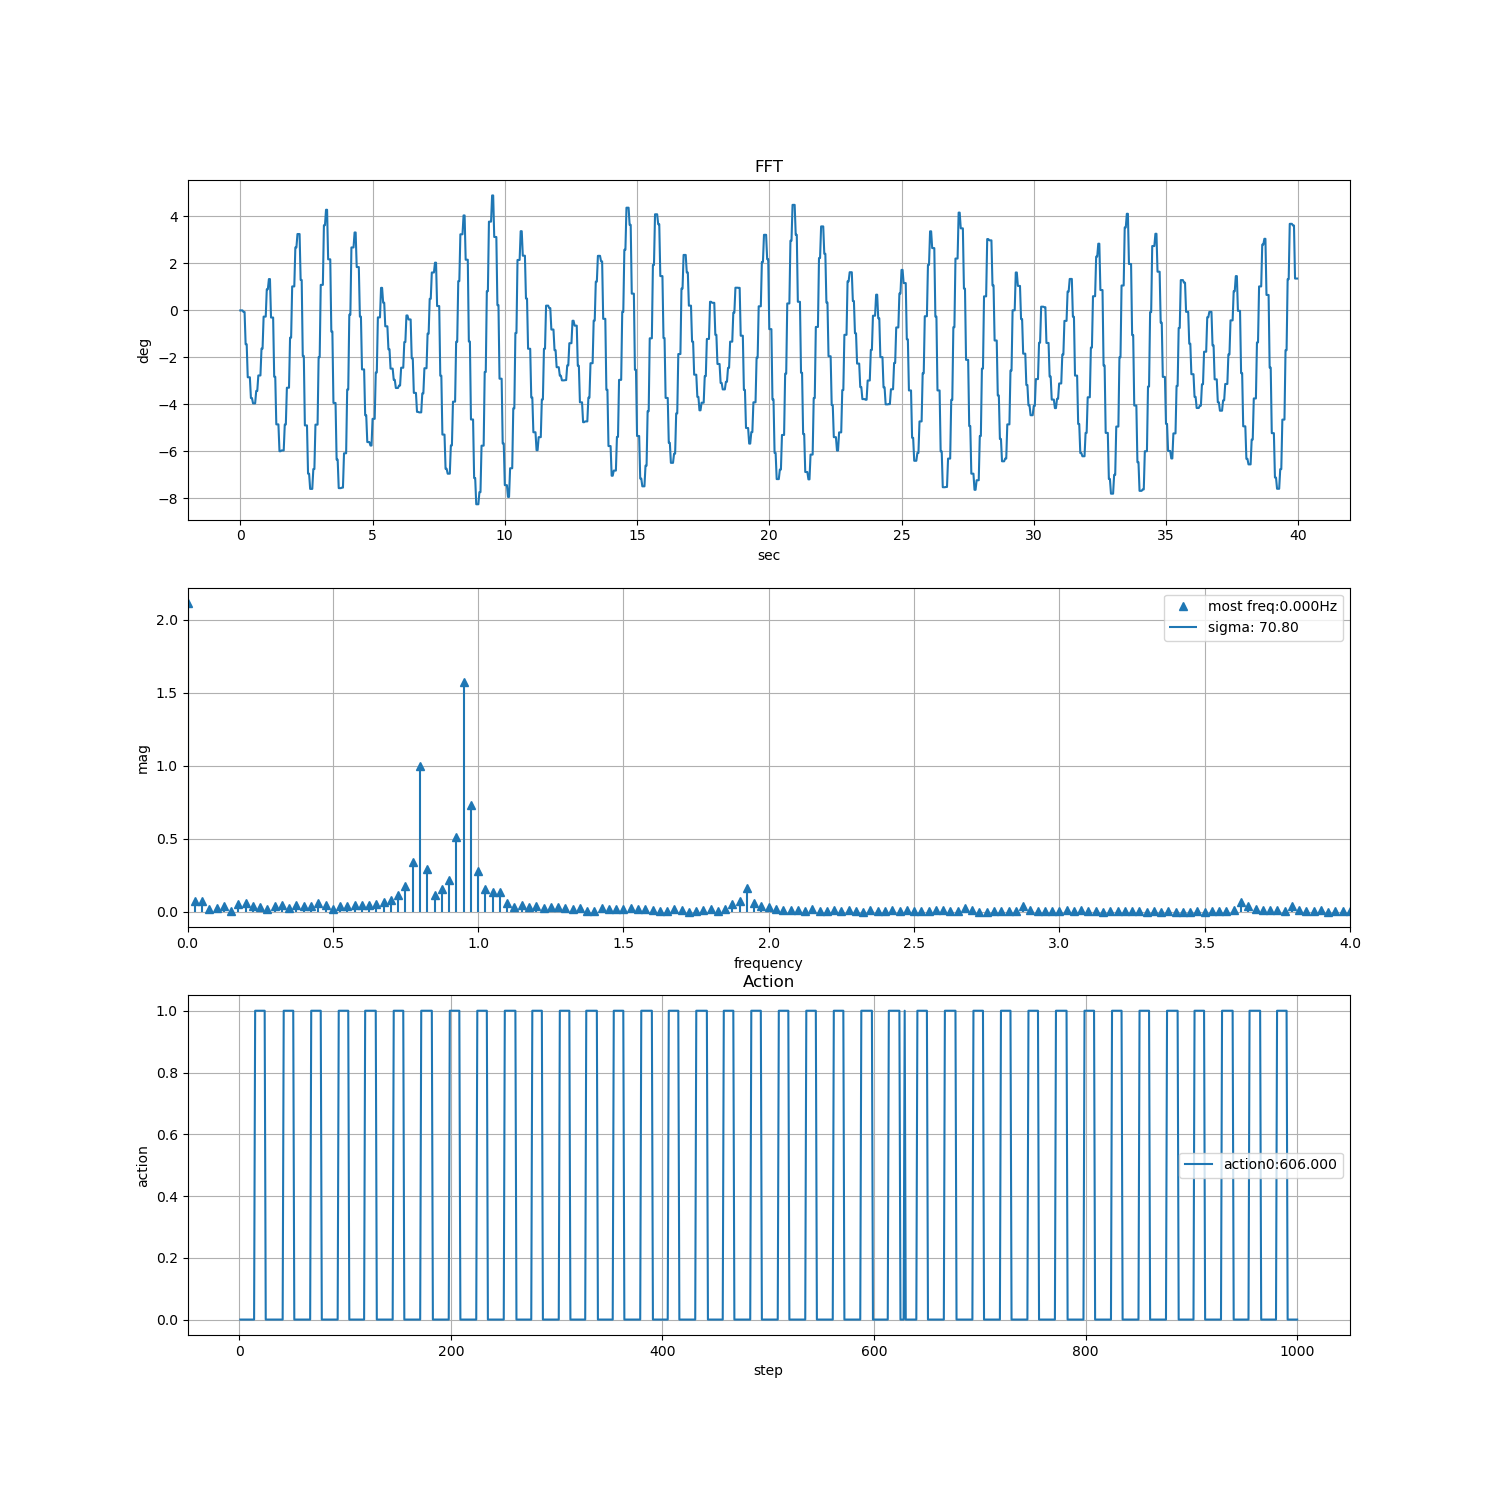 FFT
4
2
0
−2
−4
−6
−8
deg
0 5 10 15 20 25 30 35 40
sec
2.0
1.5
1.0
0.5
0.0
mag
most freq:0.000Hz
sigma: 70.80
0.0 0.5 1.0 1.5 2.0 2.5 3.0 3.5 4.0
frequency
Action
1.0
0.8
0.6
0.4
0.2
0.0
action
action0:606.000
0 200 400 600 800 1000
step